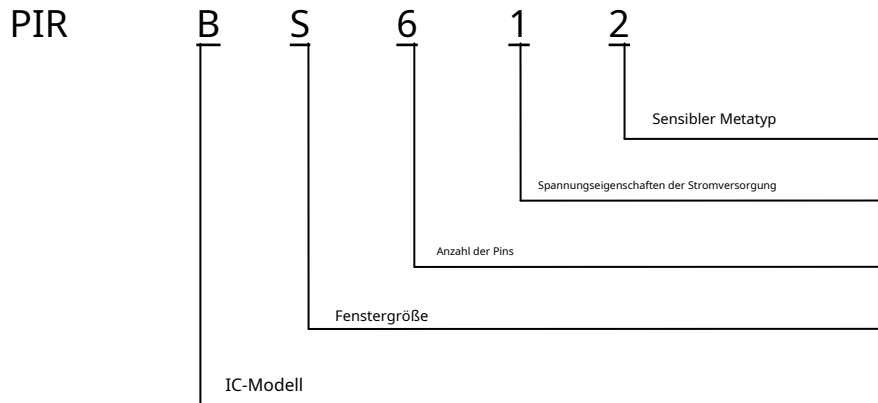 PIR B S 6 1 2
Sensibler Metatyp
Spannungseigenschaften der Stromversorgung
Anzahl der Pins
Fenstergröße
IC-Modell